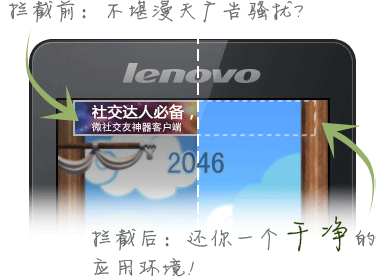 拦截前：不堪漫天广告骚扰？
lenovo
社交达人必备，
微社交友神器客户端
2046
拦截后：还你一个干净的
应用环境！